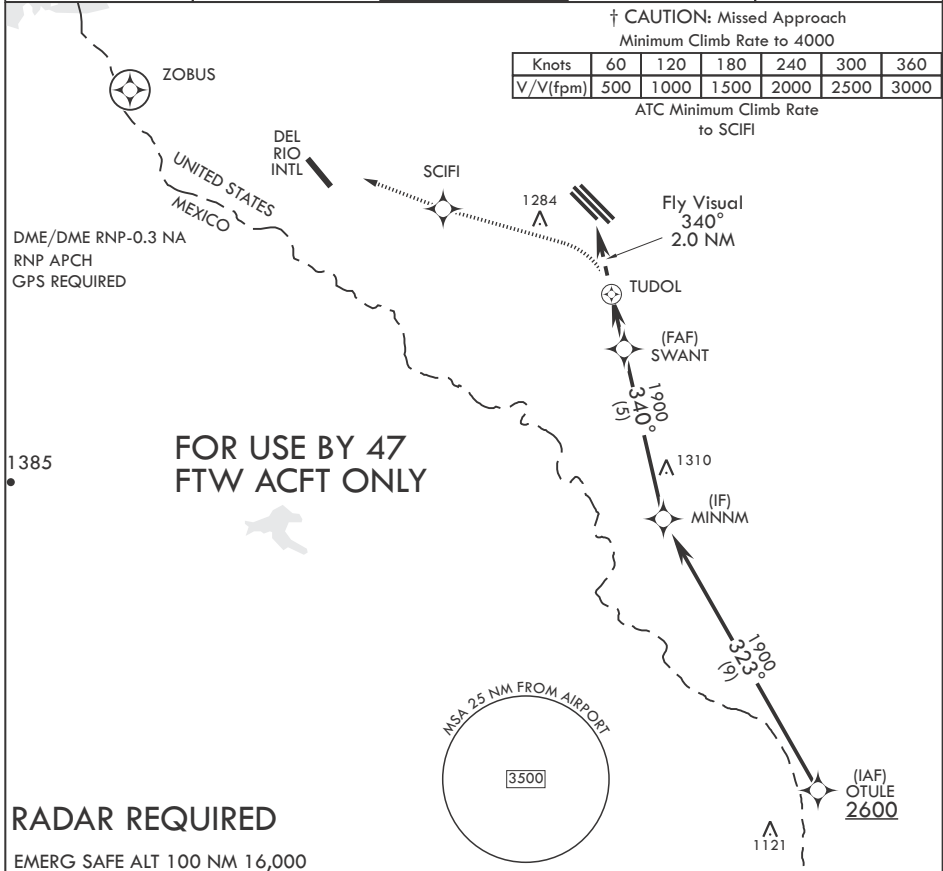 † CAUTION: Missed Approach
Minimum Climb Rate to 4000
Knots 60 120 180 240 300 360
V/V(fpm) 500 1000 1500 2000 2500 3000
ATC Minimum Climb Rate
to SCIFI
ZOBUS
DEL
RIO
INTL
SCIFI
UNITED STATES
MEXICO
1284
Fly Visual
340°
2.0 NM
DME/DME RNP-0.3 NA
RNP APCH
GPS REQUIRED
TUDOL
(FAF)
SWANT
1900
340°
(5)
FOR USE BY 47
FTW ACFT ONLY
1385
1310
(IF)
MINNM
1900
323°
(9)
MSA 25 NM FROM AIRPORT
3500
(IAF)
OTULE
2600
1121
RADAR REQUIRED
EMERG SAFE ALT 100 NM 16,000